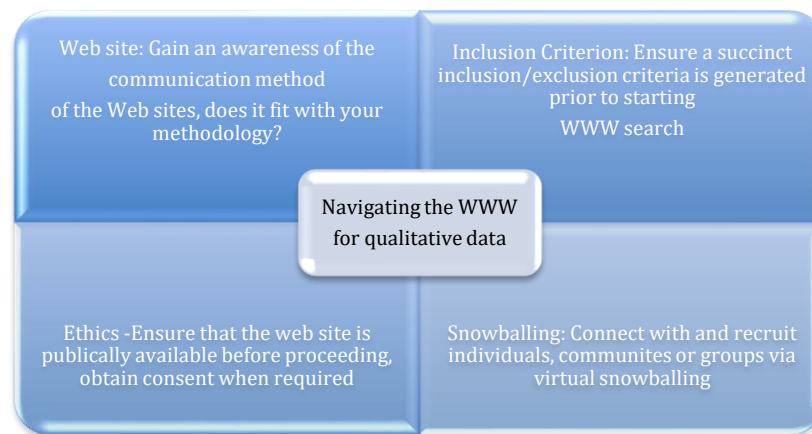 Web site: Gain an awareness of the
communication method
of the Web sites, does it fit with your
methodology?
Inclusion Criterion: Ensure a succinct
inclusion/exclusion criteria is generated
prior to starting
WWW search
Navigating the WWW
for qualitative data
Ethics -Ensure that the web site is
publically available before proceeding,
obtain consent when required
Snowballing: Connect with and recruit
individuals, communites or groups via
virtual snowballing